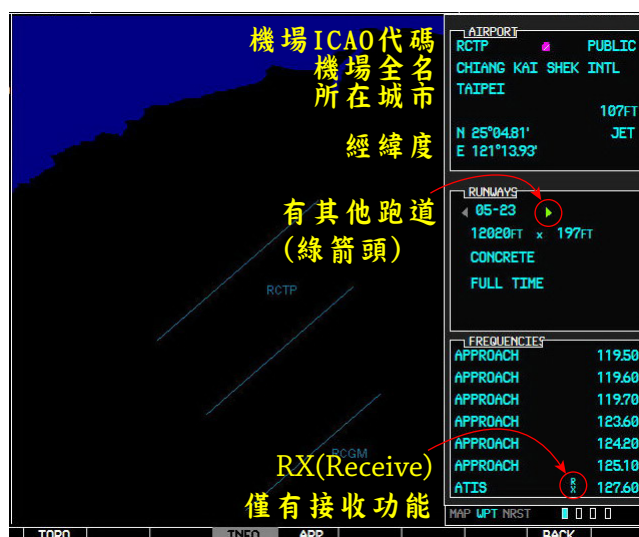 機場ICAO代碼
機場全名
所在城市
經緯度
有其他跑道
(綠箭頭)
RCTP
RCGM
RX(Receive)
僅有接收功能
AIRPORT
RCTP PUBLIC
CHIANG KAI SHEK INTL
TAIPEI
107FT
N 25°04.81' JET
E 121°13.93'
RUNWAYS
05-23
12020FT x 197FT
CONCRETE
FULL TIME
FREQUENCIES
APPROACH 119.50
APPROACH 119.60
APPROACH 119.70
APPROACH 123.60
APPROACH 124.20
APPROACH 125.10
ATIS RX 127.60
MAP WPT NRST
TOPO INFO APP BACK